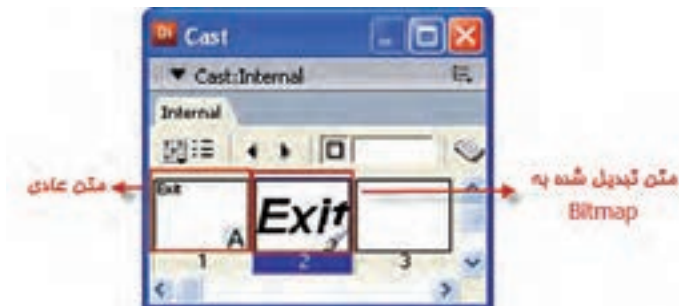 Cast
Cast:Internal
Internal
Exit
A
Exit
1
2
3
متن عادی
متن تبدیل شده به
Bitmap